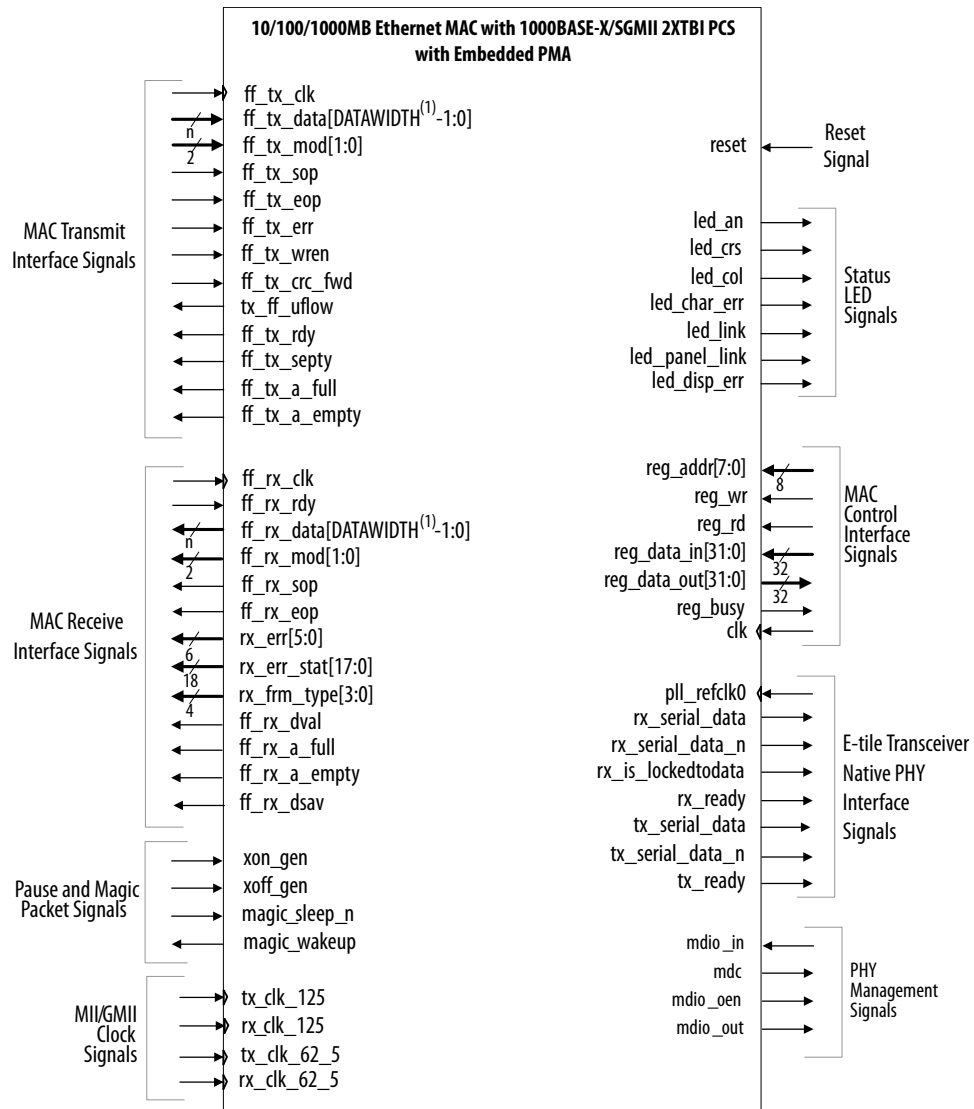 10/100/1000MB Ethernet MAC with 1000BASE-X/SGMII 2XTBI PCS
with Embedded PMA
MAC Transmit
Interface Signals
ff_tx_clk
ff_tx_data[DATAWIDTH(1)-1:0]
n
ff_tx_mod[1:0]
2
ff_tx_sop
ff_tx_eop
ff_tx_err
ff_tx_wren
ff_tx_crc_fwd
tx_ff_uflow
ff_tx_rdy
ff_tx_septy
ff_tx_a_full
ff_tx_a_empty
MAC Receive
Interface Signals
ff_rx_clk
ff_rx_rdy
ff_rx_data[DATAWIDTH(1)-1:0]
n
ff_rx_mod[1:0]
2
ff_rx_sop
ff_rx_eop
rx_err[5:0]
6
rx_err_stat[17:0]
18
rx_frm_type[3:0]
4
ff_rx_dval
ff_rx_a_full
ff_rx_a_empty
ff_rx_dsav
Pause and Magic
Packet Signals
xon_gen
xoff_gen
magic_sleep_n
magic_wakeup
MII/GMII
Clock
Signals
tx_clk_125
rx_clk_125
tx_clk_62_5
rx_clk_62_5
reset
Reset
Signal
led_an
led_crs
led_col
led_char_err
led_link
led_panel_link
led_disp_err
Status
LED
Signals
reg_addr[7:0]
8
reg_wr
reg_rd
reg_data_in[31:0]
32
reg_data_out[31:0]
32
reg_busy
clk
MAC
Control
Interface
Signals
pll_refclk0
rx_serial_data
rx_serial_data_n
rx_is_lockedtodata
rx_ready
tx_serial_data
tx_serial_data_n
tx_ready
E-tile Transceiver
Native PHY
Interface
Signals
mdio_in
mdc
mdio_oen
mdio_out
PHY
Management
Signals